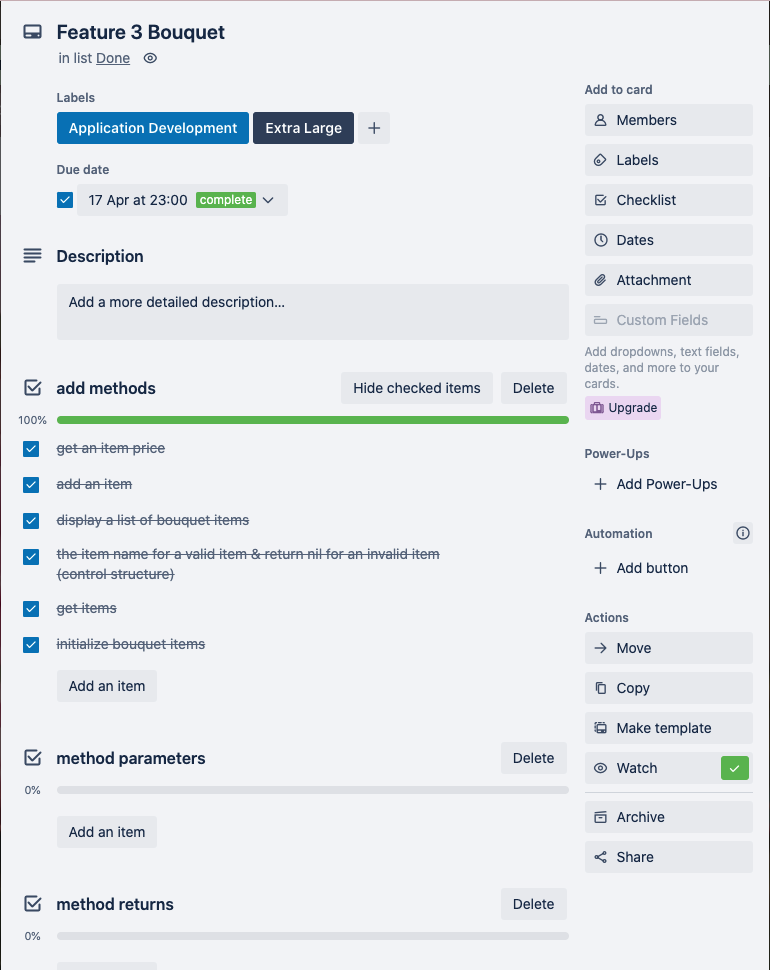 Feature 3 Bouquet
in list Done
Labels
Application Development
Extra Large
Due date
17 Apr at 23:00 complete
Description
Add a more detailed description...
add methods
Hide checked items
Delete
100%
get an item price
add an item
display a list of bouquet items
the item name for a valid item & return nil for an invalid item
(control structure)
get items
initialize bouquet items
Add an item
method parameters
Delete
0%
Add an item
method returns
Delete
0%
Add to card
Members
Labels
Checklist
Dates
Attachment
Custom Fields
Add dropdowns, text fields,
dates, and more to your
cards.
Upgrade
Power-Ups
Add Power-Ups
Automation
Add button
Actions
Move
Copy
Make template
Watch
Archive
Share